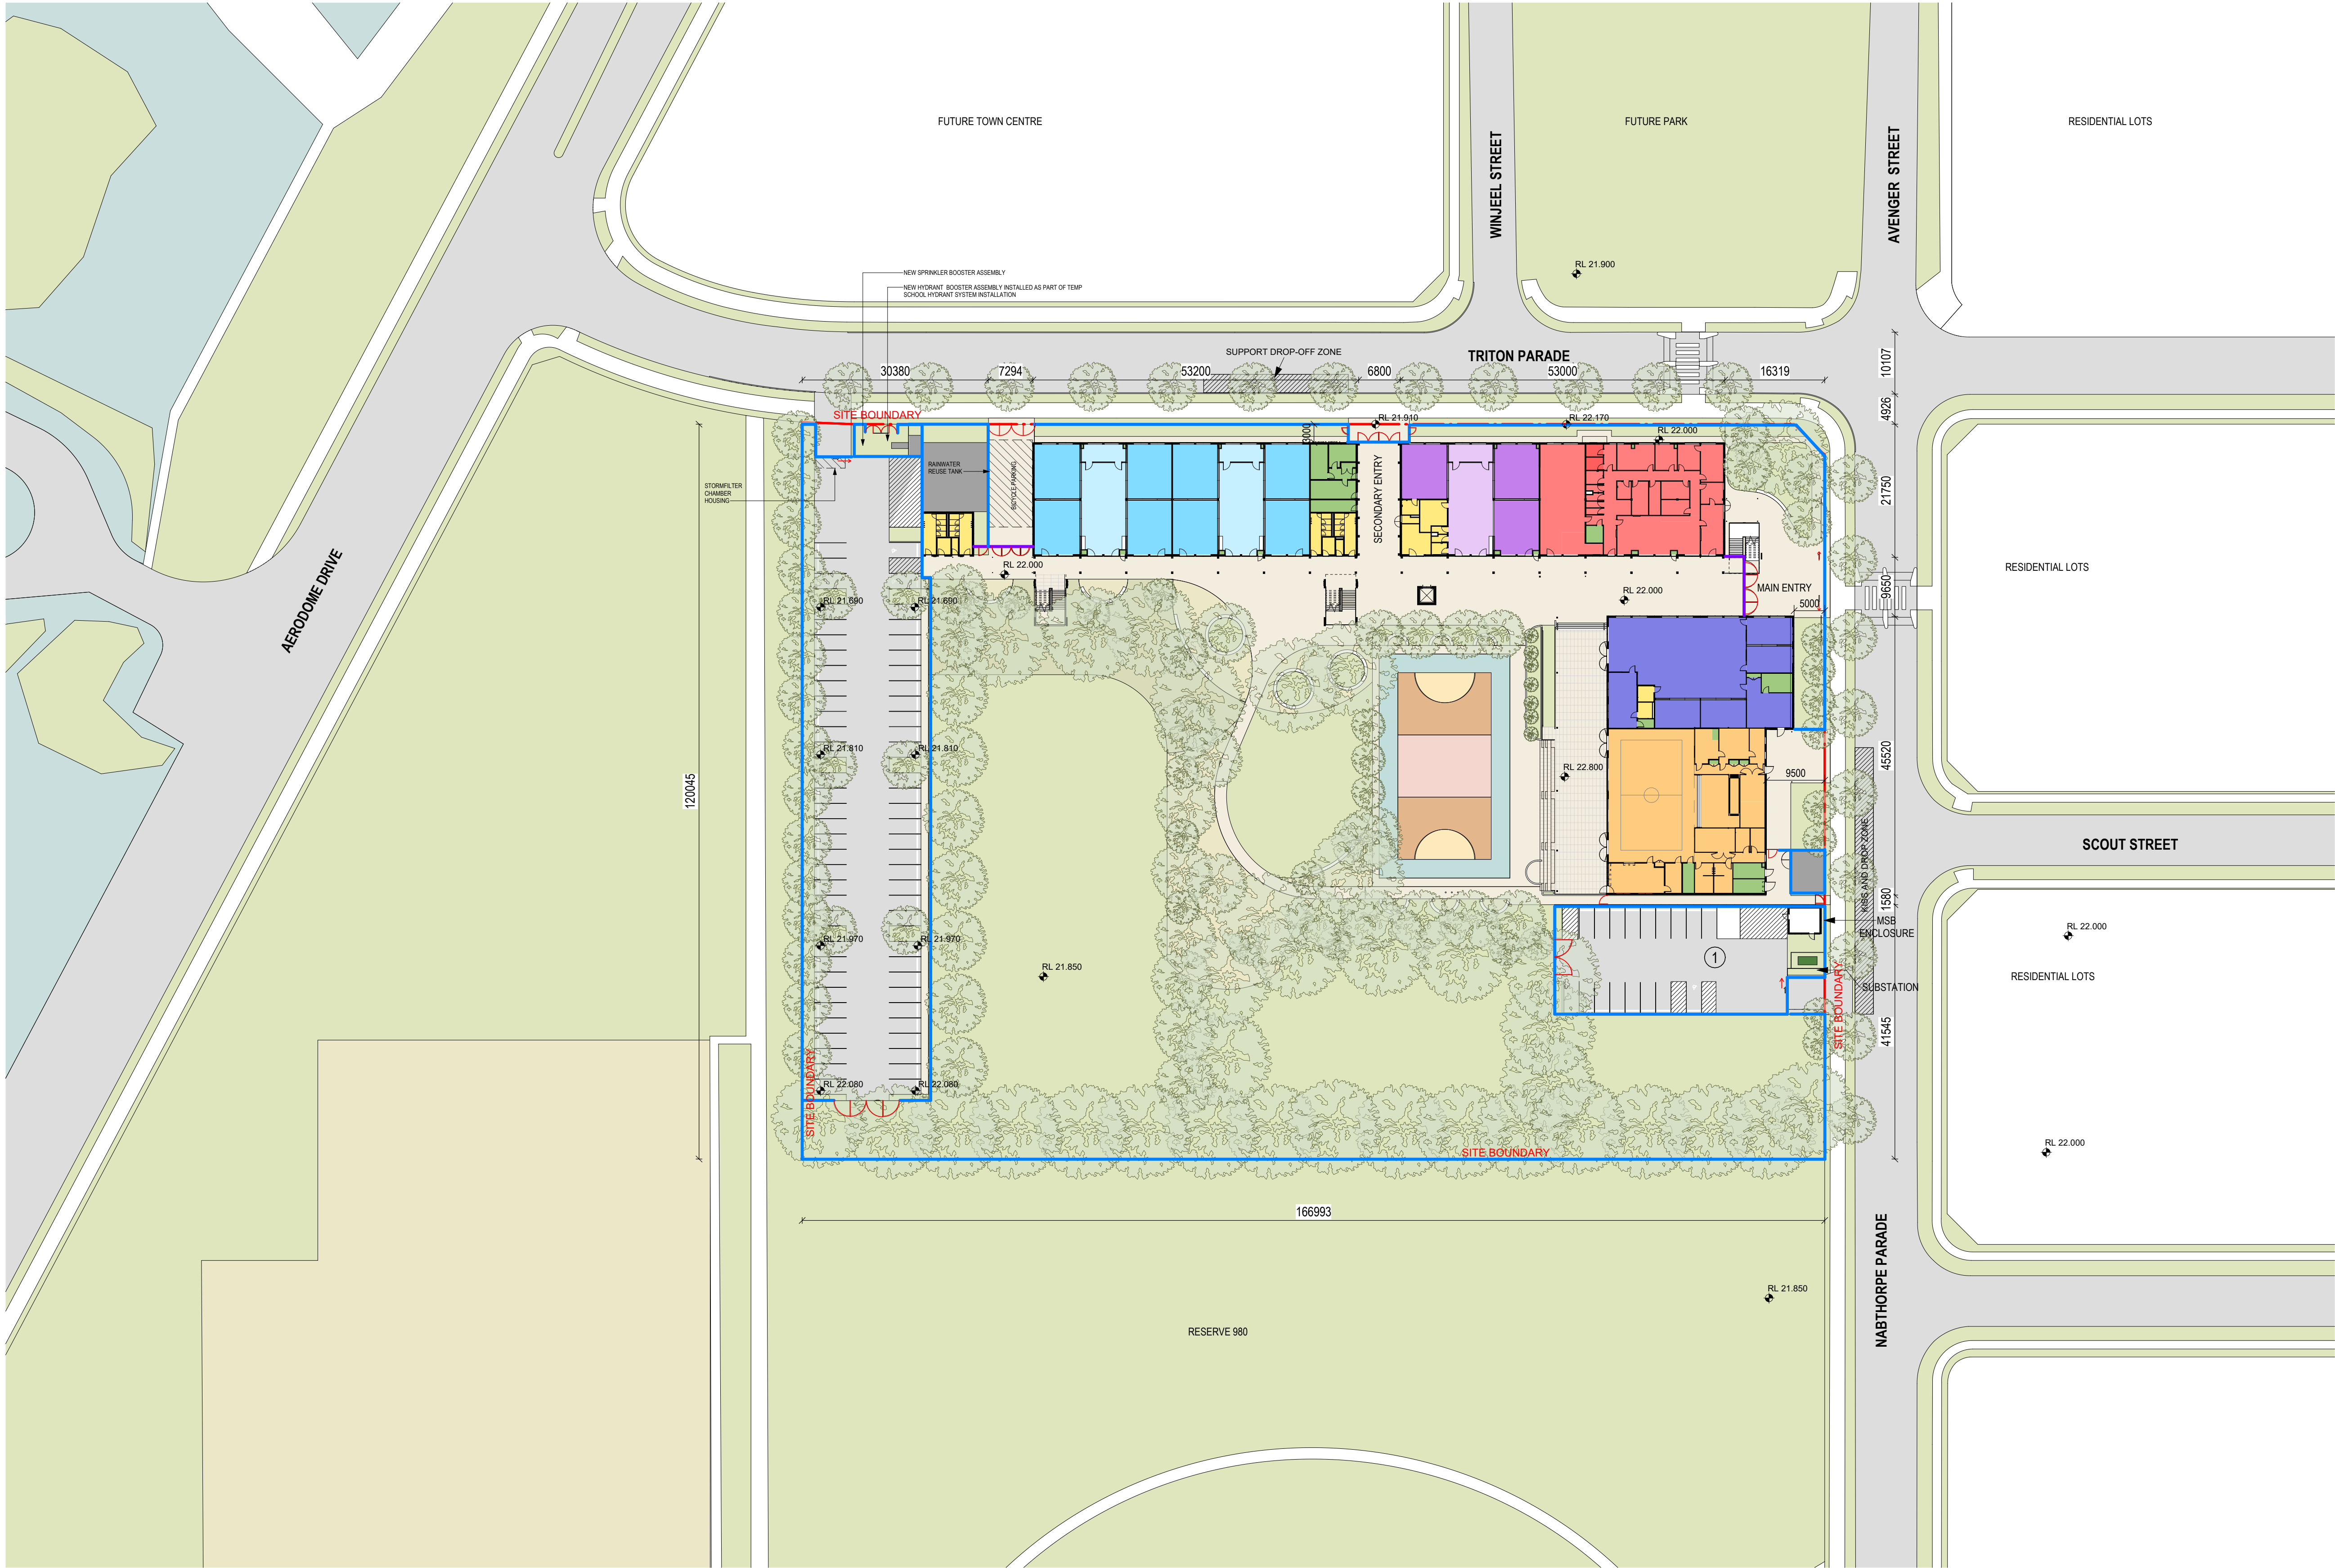 FUTURE TOWN CENTRE
FUTURE PARK
RESIDENTIAL LOTS
WINJEEL STREET
AVENGER STREET
RL 21.900
NEW SPRINKLER BOOSTER ASSEMBLY
NEW HYDRANT BOOSTER ASSEMBLY INSTALLED AS PART OF TEMP
SCHOOL HYDRANT SYSTEM INSTALLATION
SUPPORT DROP-OFF ZONE
TRITON PARADE
30380
7294
53200
6800
53000
16319
10107
4926
SITE BOUNDARY
RL 21.910
RL 22.170
RL 22.000
3000
RAINWATER
REUSE TANK
BICYCLE PARKING
SECONDARY ENTRY
STORMFILTER
CHAMBER
HOUSING
21750
AERODOME DRIVE
RL 22.000
RL 22.000
MAIN ENTRY
5000
9650
RESIDENTIAL LOTS
RL 21.690
RL 21.690
RL 21.810
RL 21.810
120045
RL 22.800
9500
45520
KISS AND DROP ZONE
SCOUT STREET
1580
MSB
ENCLOSURE
RL 22.000
RL 21.970
RL 21.970
RL 21.850
1
SUBSTATION
RESIDENTIAL LOTS
SITE BOUNDARY
41545
RL 22.080
RL 22.080
SITE BOUNDARY
SITE BOUNDARY
RL 22.000
166993
NABTHORPE PARADE
RL 21.850
RESERVE 980